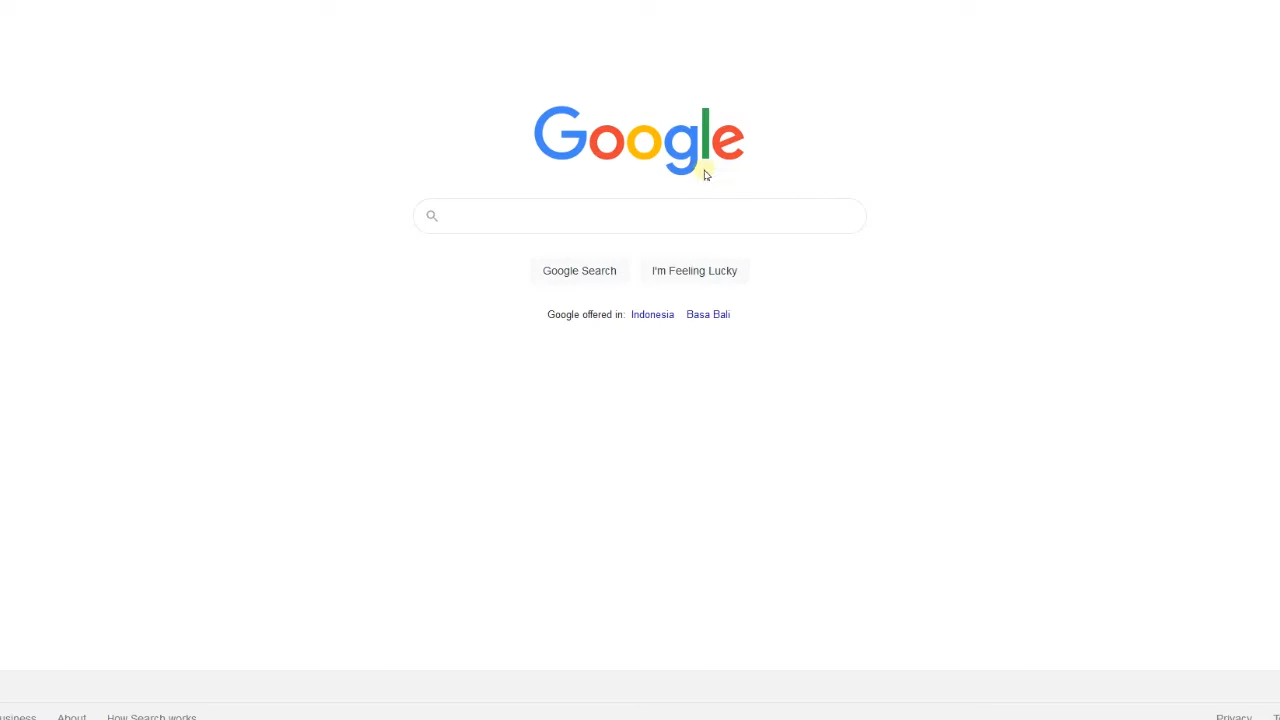 Google
Google Search I'm Feeling Lucky
Google offered in: Indonesia Basa Bali
About How Search works Privacy